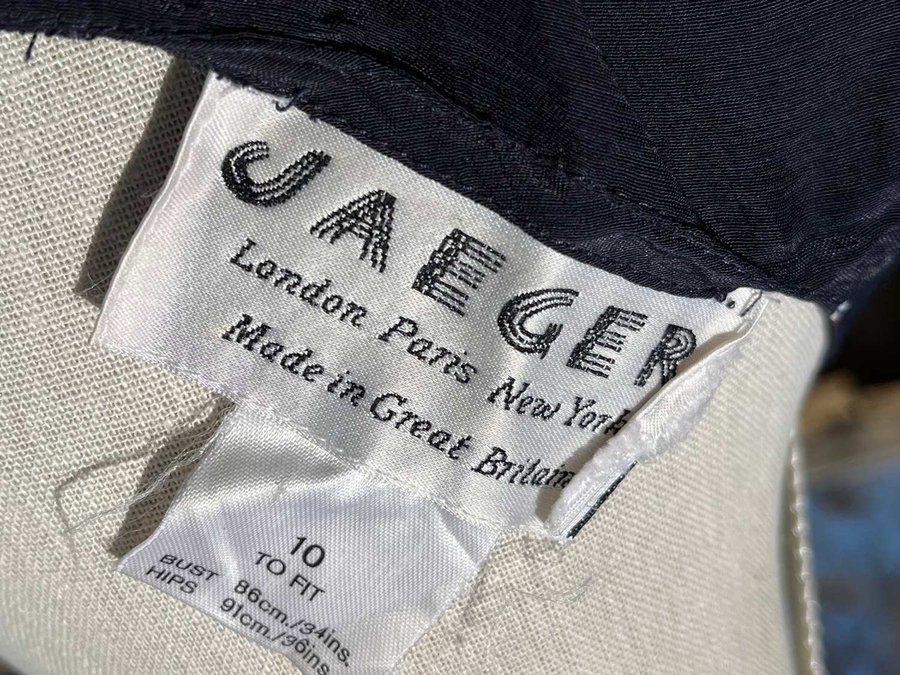 JAEGER
London Paris New York
Made in Great Britain
10
TO FIT
BUST 86cm./34ins.
HIPS 91cm./36ins